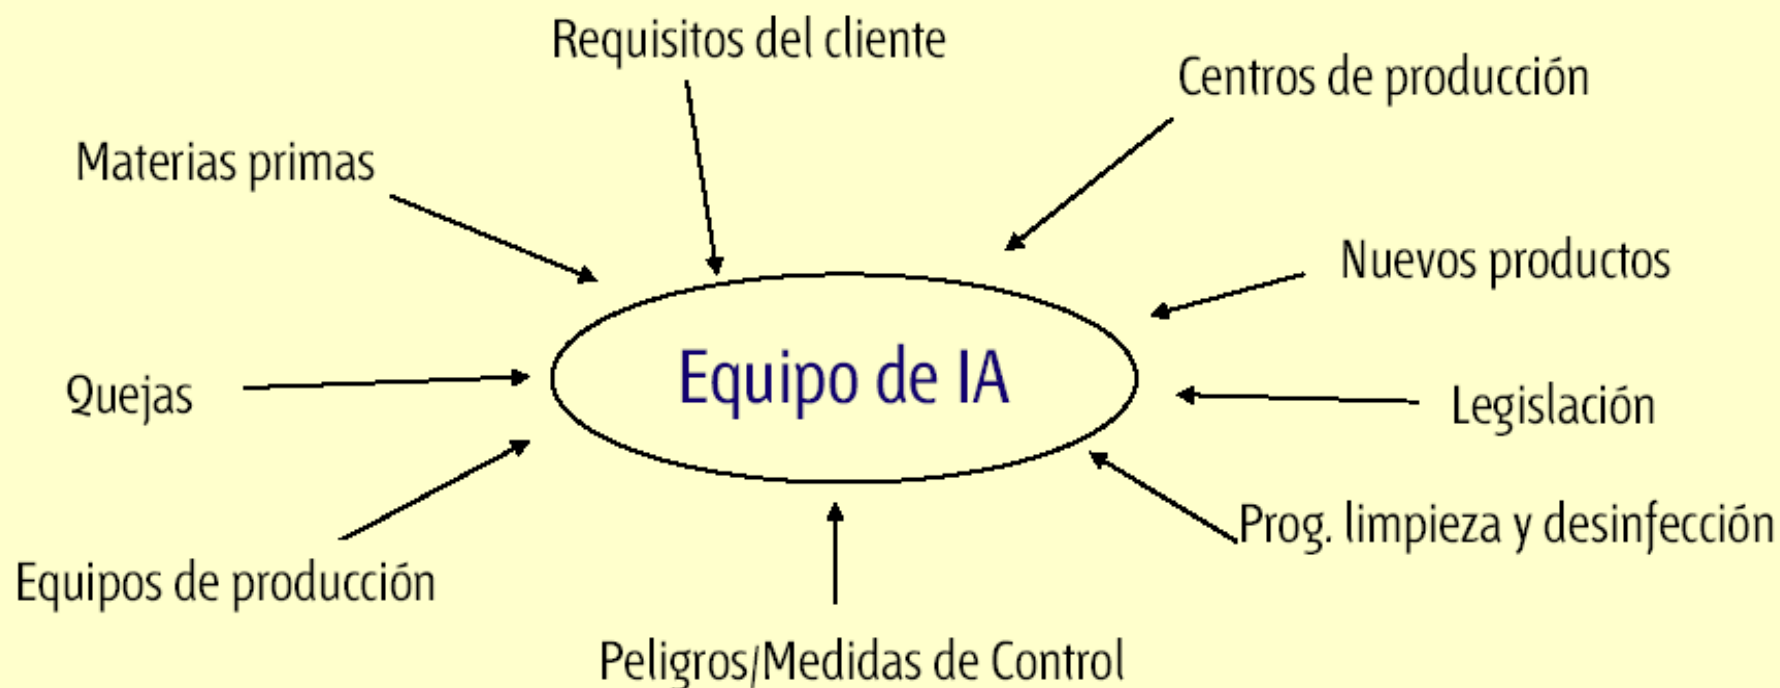 Requisitos del cliente
Centros de producción
Materias primas
Nuevos productos
Equipo de IA
Quejas
Legislación
Prog. limpieza y desinfección
Equipos de producción
Peligros/Medidas de Control